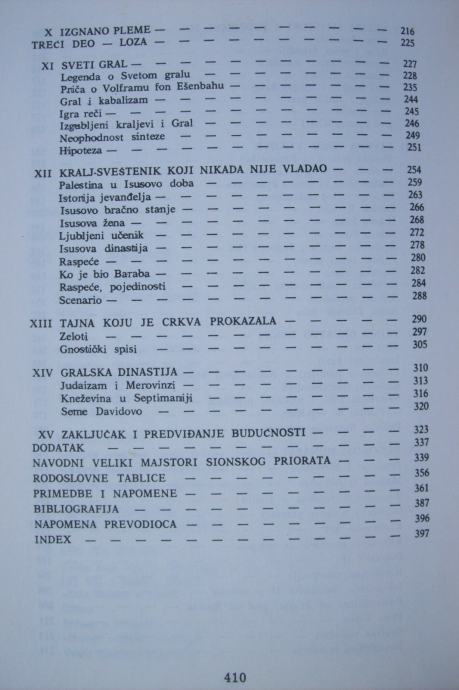 X IZGNANO PLEME — — — — — — — — — — 216
TREĆI DEO — LOZA — — — — — — — — — — 225
XI SVETI GRAL — — — — — — — — — — — 227
Legenda o Svetom gralu — — — — — — — — 228
Priča o Volframu fon Ešenbahu — — — — — — 235
Gral i kabalizam — — — — — — — — — 244
Igra reči — — — — — — — — — — — 245
Izgubljeni kraljevi i Gral — — — — — — — 246
Neophodnost sinteze — — — — — — — — 249
Hipoteza — — — — — — — — — — — 251
XII KRALJ-SVEŠTENIK KOJI NIKADA NIJE VLADAO — — — 254
Palestina u Isusovo doba — — — — — — — — 259
Istorija jevanđelja — — — — — — — — — 263
Isusovo bračno stanje — — — — — — — — — 266
Isusova žena — — — — — — — — — — 268
Ljubljeni učenik — — — — — — — — — 272
Isusova dinastija — — — — — — — — — 278
Raspeće — — — — — — — — — — — 280
Ko je bio Baraba — — — — — — — — — 282
Raspeće, pojedinosti — — — — — — — — 284
Scenario — — — — — — — — — — — 288
XIII TAJNA KOJU JE CRKVA PROKAZALA — — — — — 290
Zeloti — — — — — — — — — — — 297
Gnostički spisi — — — — — — — — — 305
XIV GRALSKA DINASTIJA — — — — — — — — 310
Judaizam i Merovinzi — — — — — — — — 313
Kneževina u Septimaniji — — — — — — — 316
Seme Davidovo — — — — — — — — — 320
XV ZAKLJUČAK I PREDVIĐANJE BUDUĆNOSTI — — — — 323
DODATAK — — — — — — — — — — — — 337
NAVODNI VELIKI MAJSTORI SIONSKOG PRIORATA — — — 339
RODOSLOVNE TABLICE — — — — — — — — — 356
PRIMEDBE I NAPOMENE — — — — — — — — — 361
BIBLIOGRAFIJA — — — — — — — — — — — 387
NAPOMENA PREVODIOCA — — — — — — — — — 396
INDEX — — — — — — — — — — — — — 397
410